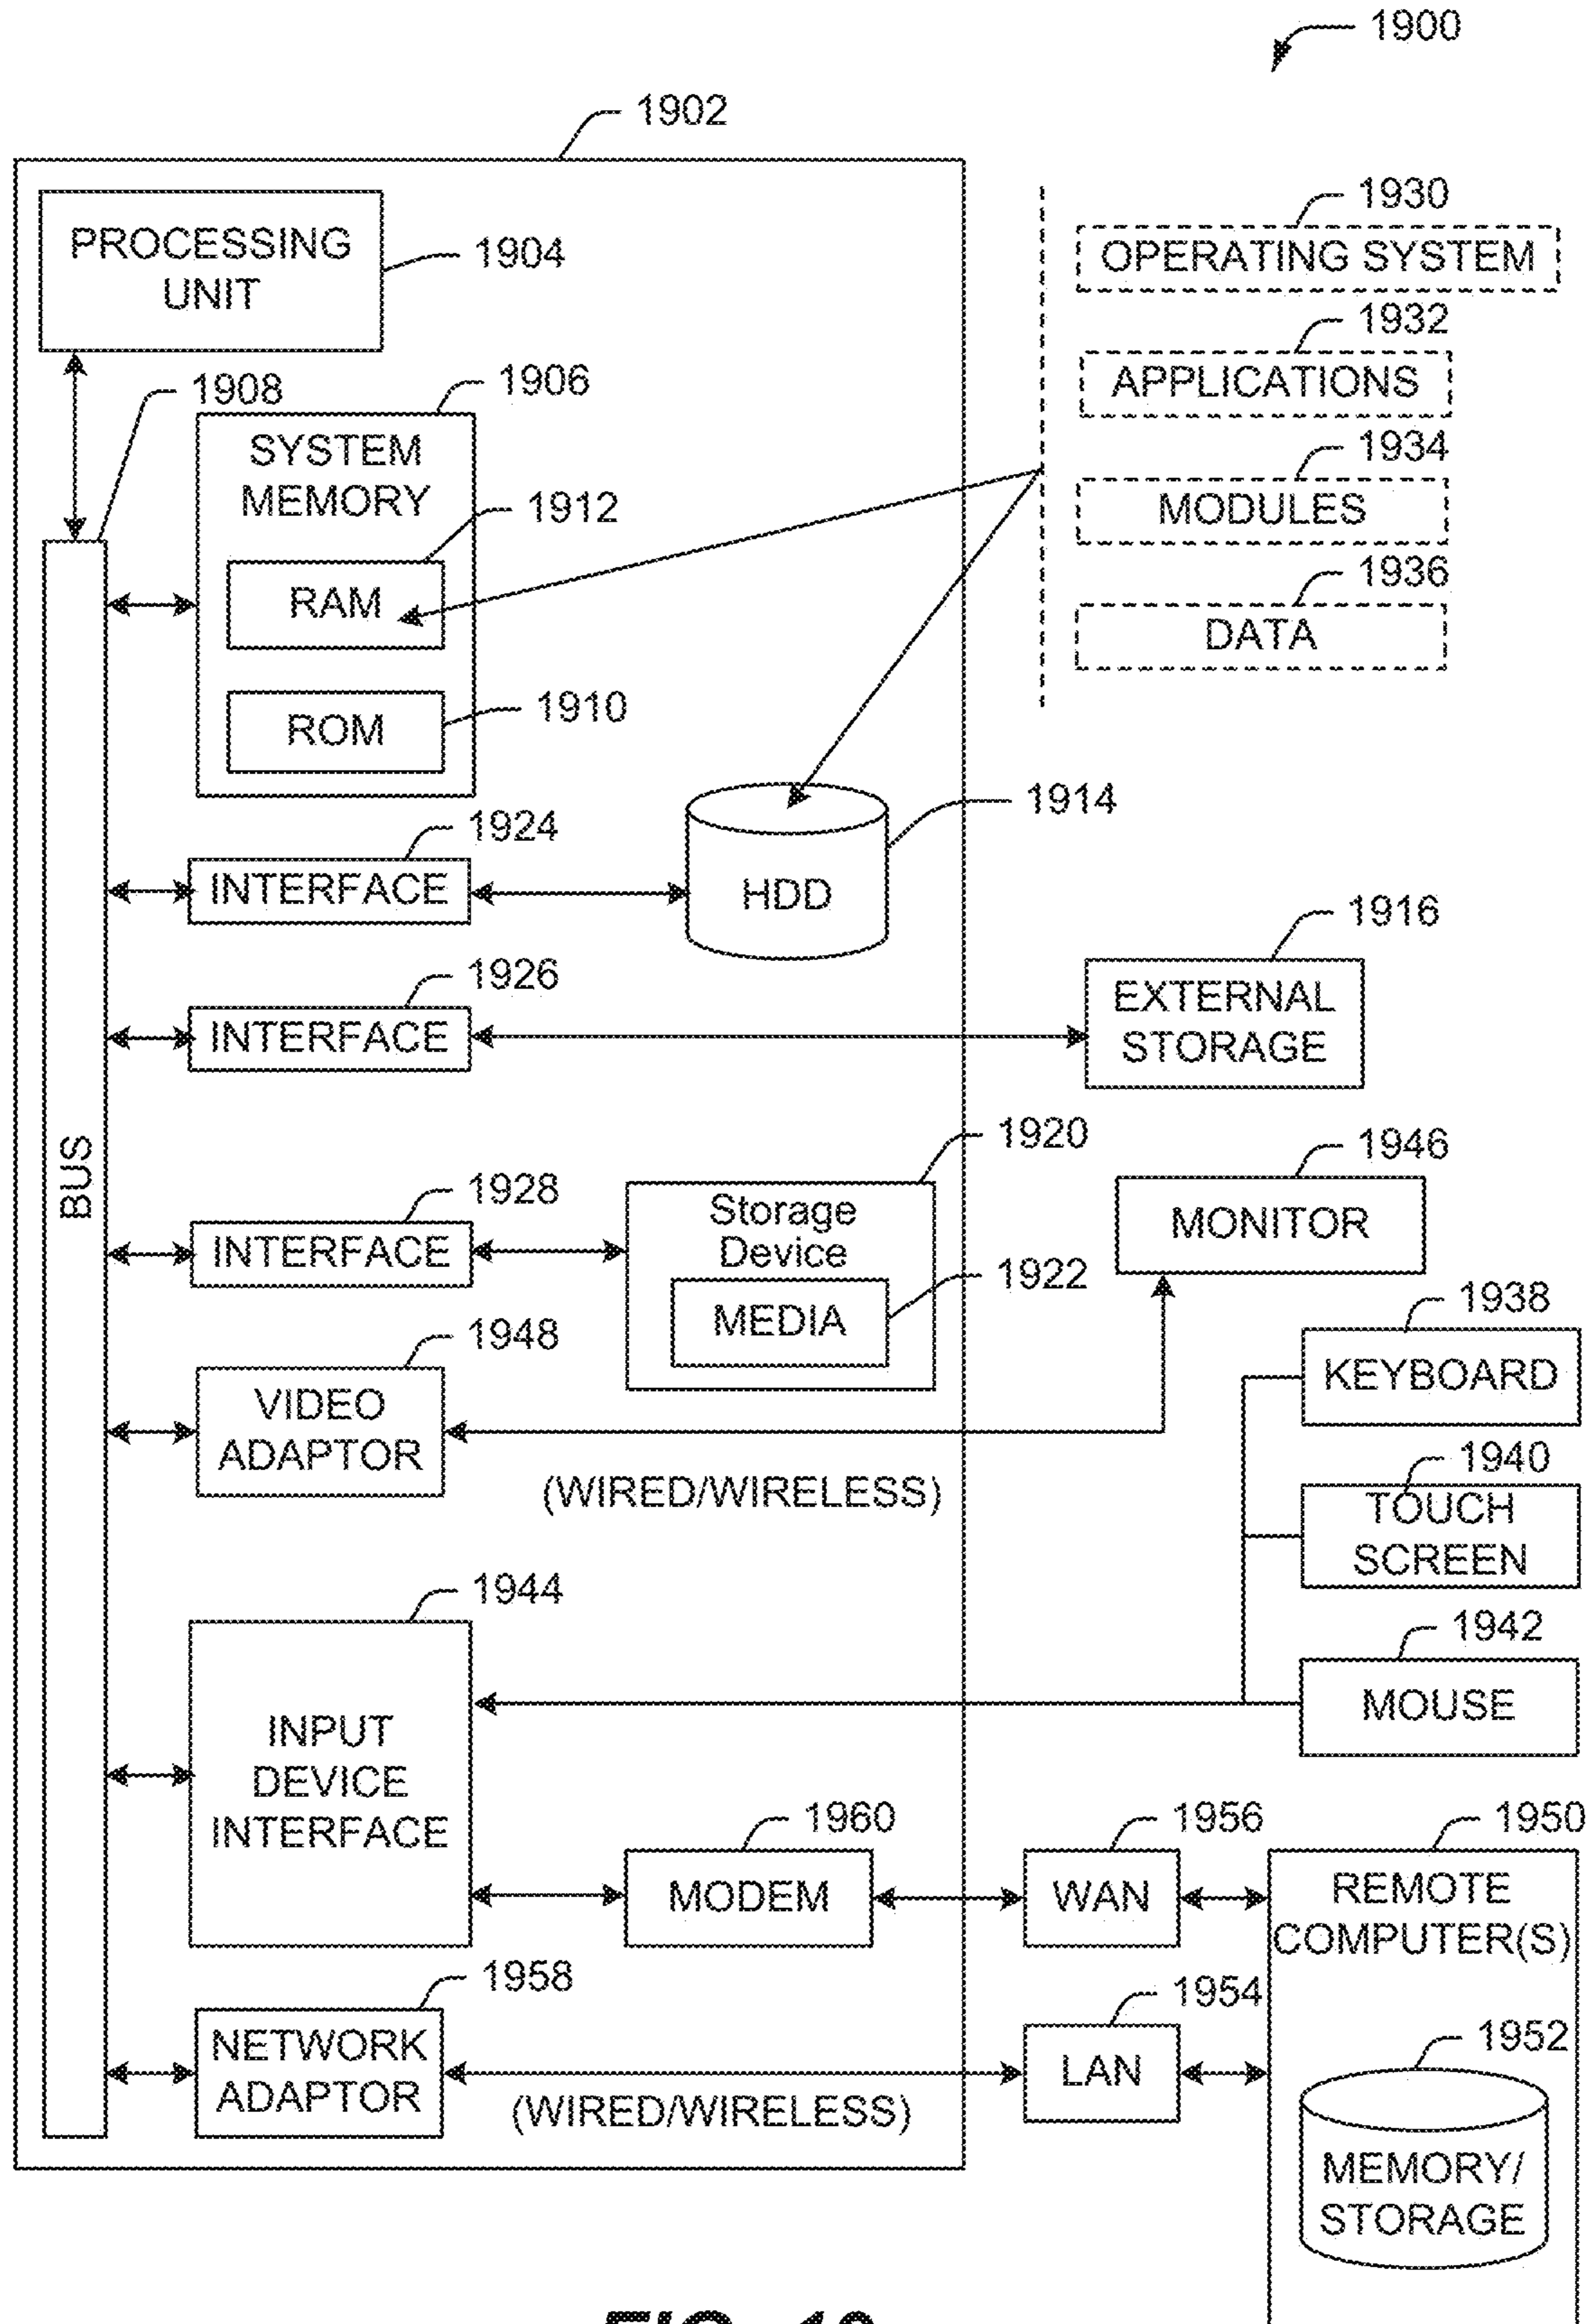 1900
1902
PROCESSING
UNIT
1904
1930
OPERATING SYSTEM
1932
APPLICATIONS
1934
MODULES
1936
DATA
1908
1906
SYSTEM
MEMORY
1912
RAM
1910
ROM
1924
INTERFACE
1914
HDD
1926
INTERFACE
1916
EXTERNAL
STORAGE
BUS
1928
INTERFACE
1920
Storage
Device
1922
MEDIA
1946
MONITOR
1948
VIDEO
ADAPTOR
(WIRED/WIRELESS)
1938
KEYBOARD
1940
TOUCH
SCREEN
1942
MOUSE
1944
INPUT
DEVICE
INTERFACE
1960
MODEM
1956
WAN
1950
REMOTE
COMPUTER(S)
1958
NETWORK
ADAPTOR
(WIRED/WIRELESS)
1954
LAN
1952
MEMORY/
STORAGE